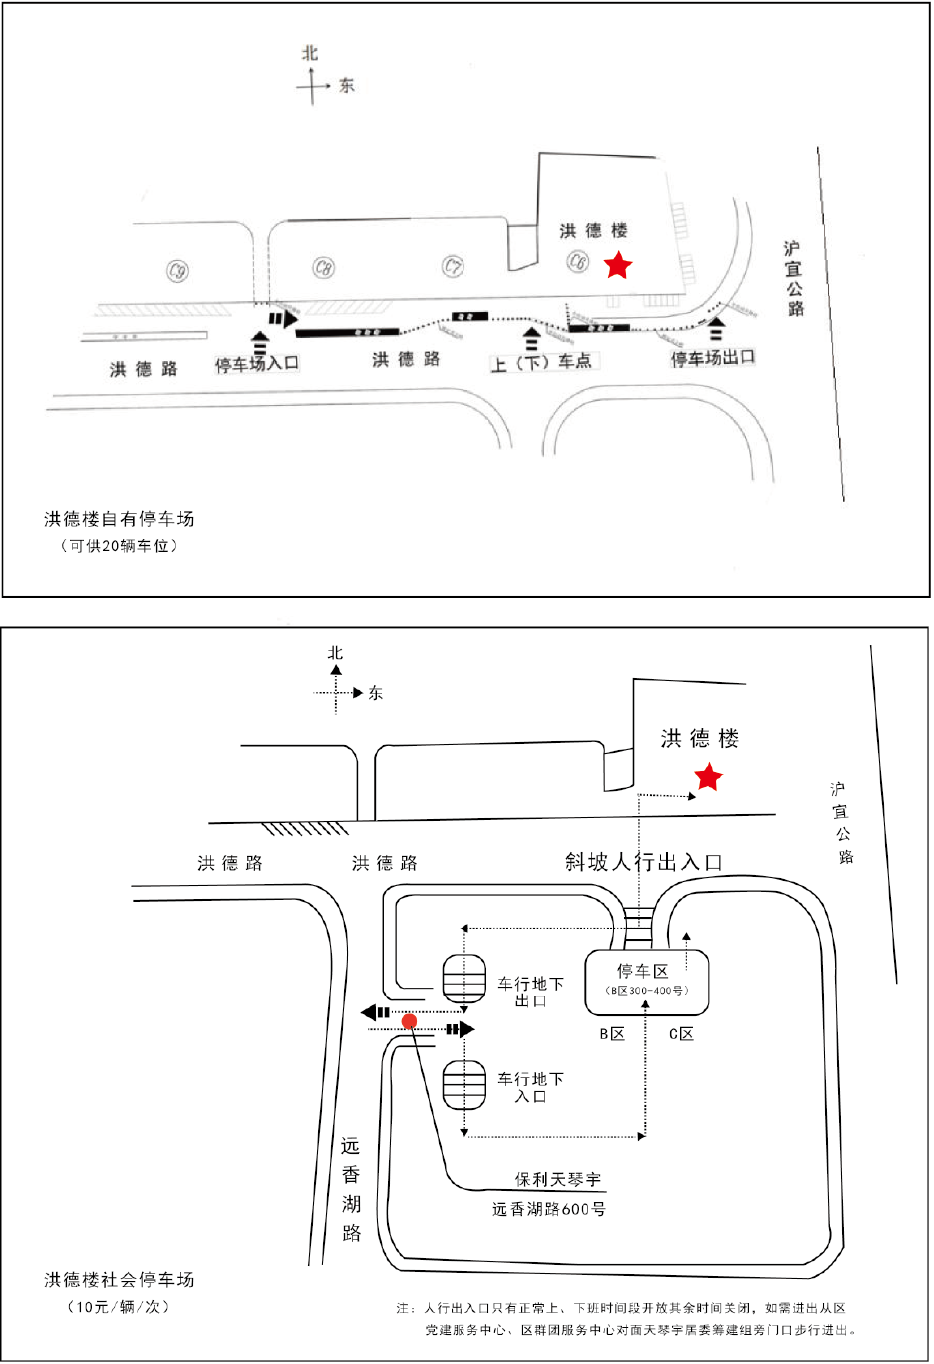 北
东
洪德楼
沪宜公路
C9
C8
C7
C6
洪德路
停车场入口
洪德路
上（下）车点
停车场出口
洪德楼自有停车场
（可供20辆车位）
北
东
洪德楼
沪宜公路
洪德路
洪德路
斜坡人行出入口
停车区
（B区300-400号）
车行地下
出口
B区
C区
车行地下
入口
远香湖路
保利天琴宇
远香湖路600号
洪德楼社会停车场
（10元/辆/次）
注：人行出入口只有正常上、下班时间段开放其余时间关闭，如需进出从区
党建服务中心、区群团服务中心对面天琴宇居委筹建组旁门口步行进出。